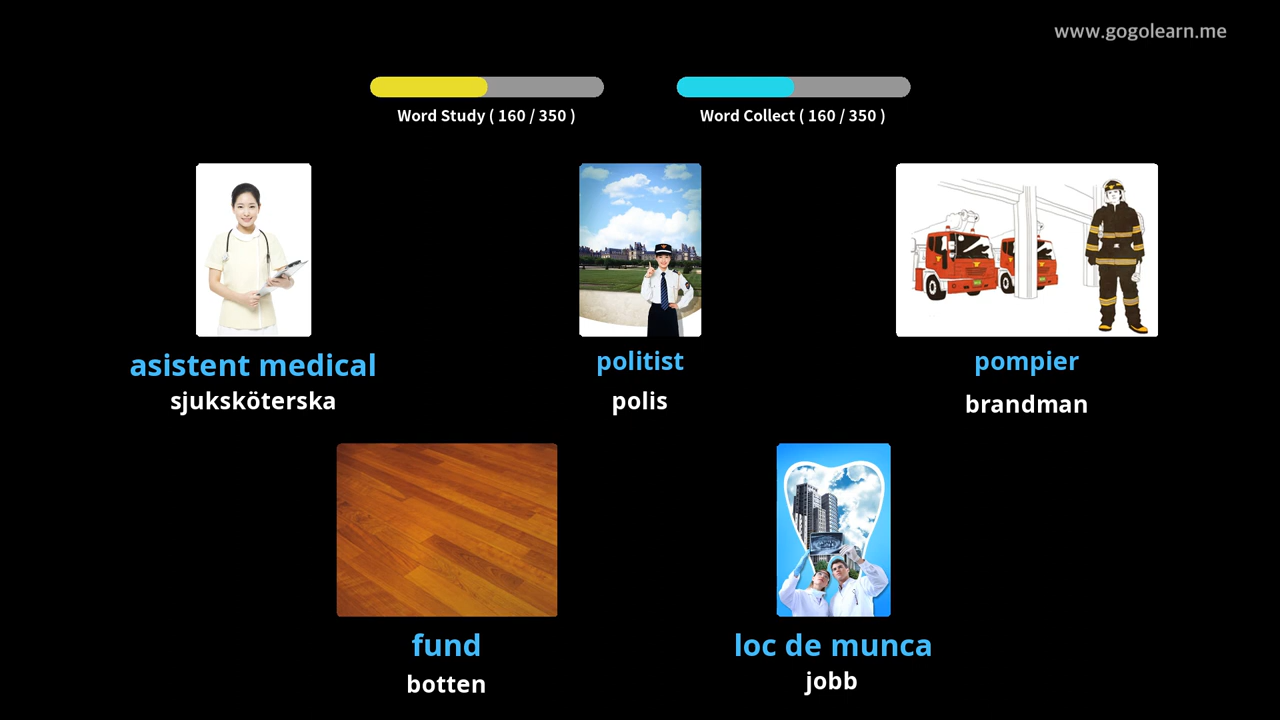 www.gogolearn.me
Word Study ( 160 / 350 )
Word Collect ( 160 / 350 )
asistent medical
sjuksköterska
politist
polis
pompier
brandman
fund
botten
loc de munca
jobb